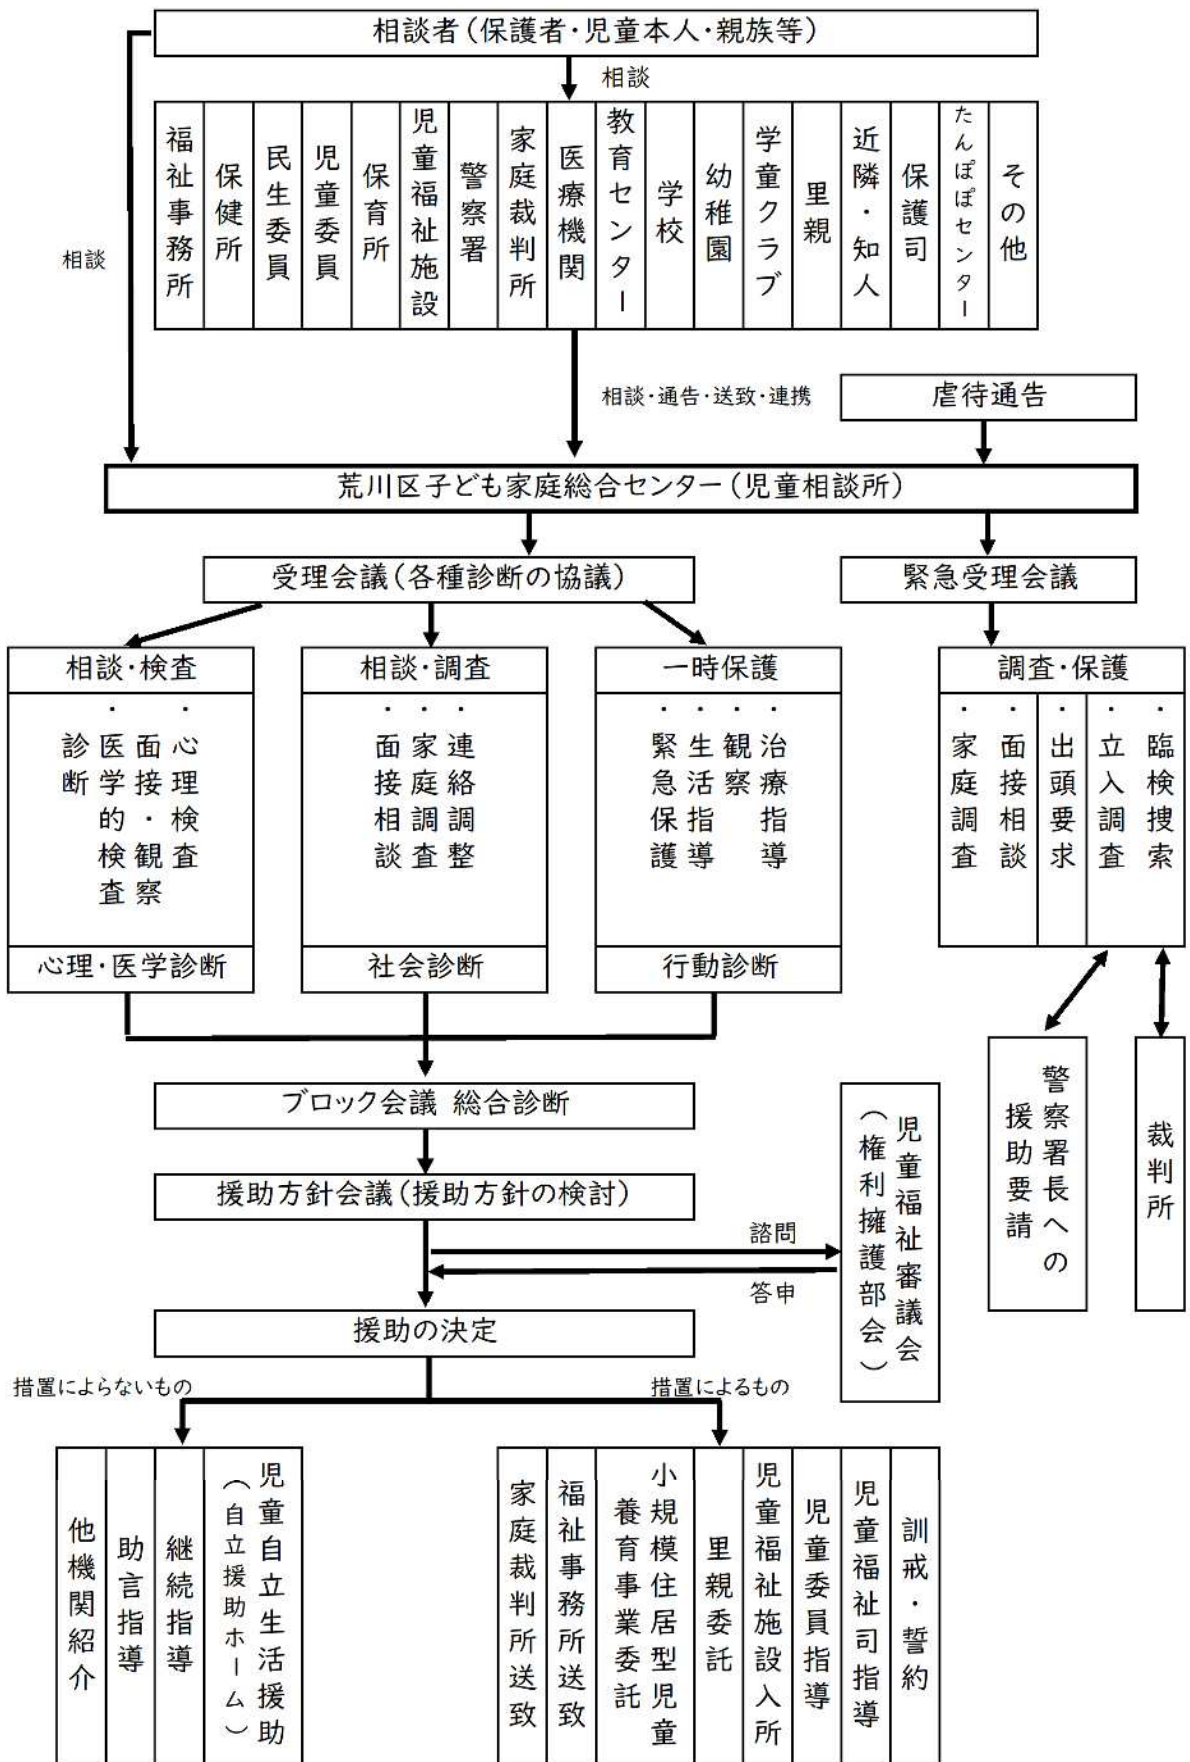 相談者(保護者・児童本人・親族等)
相談
相談
福祉事務所
保健所
民生委員
児童委員
保育所
児童福祉施設
警察署
家庭裁判所
医療機関
教育センター
学校
幼稚園
学童クラブ
里親
近隣・知人
保護司
たんぽぽセンター
その他
相談・通告・送致・連携
虐待通告
荒川区子ども家庭総合センター(児童相談所)
受理会議(各種診断の協議)
緊急受理会議
相談・検査
・心理検査
面接・観察
・医学的検査
診断
心理・医学診断
相談・調査
・連絡調整
・家庭調査
・面接相談
社会診断
一時保護
・治療指導
・観察
・生活指導
・緊急保護
行動診断
調査・保護
・臨検捜索
・立入調査
・出頭要求
・面接相談
・家庭調査
警察署長への
援助要請
裁判所
ブロック会議 総合診断
援助方針会議(援助方針の検討)
諮問
答申
児童福祉審議会
(権利擁護部会)
援助の決定
措置によらないもの
措置によるもの
他機関紹介
助言指導
継続指導
児童自立生活援助
(自立援助ホーム)
家庭裁判所送致
福祉事務所送致
小規模住居型児童
養育事業委託
里親委託
児童福祉施設入所
児童委員指導
児童福祉司指導
訓戒・誓約